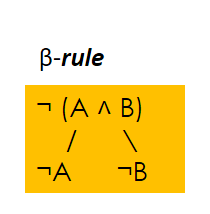 β-rule
¬ (A ∧ B)
/ \
¬A ¬B